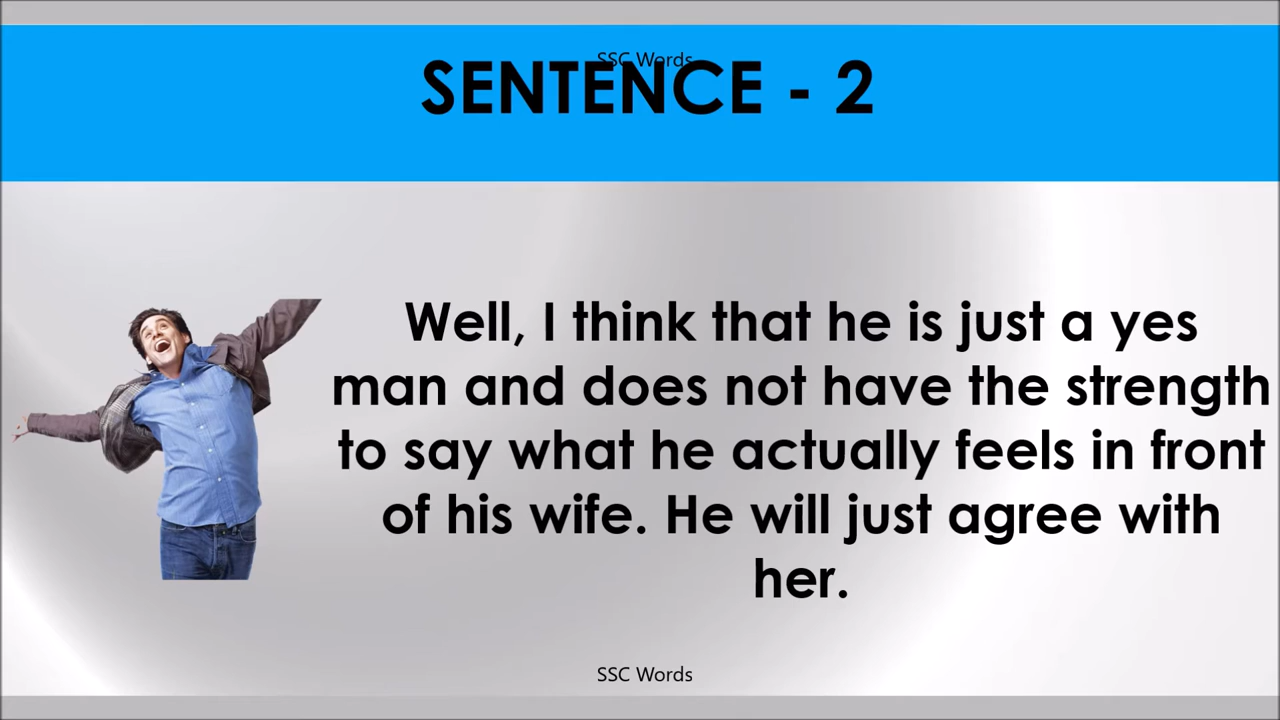 SSC Words
SENTENCE - 2
Well, I think that he is just a yes
man and does not have the strength
to say what he actually feels in front
of his wife. He will just agree with
her.
SSC Words